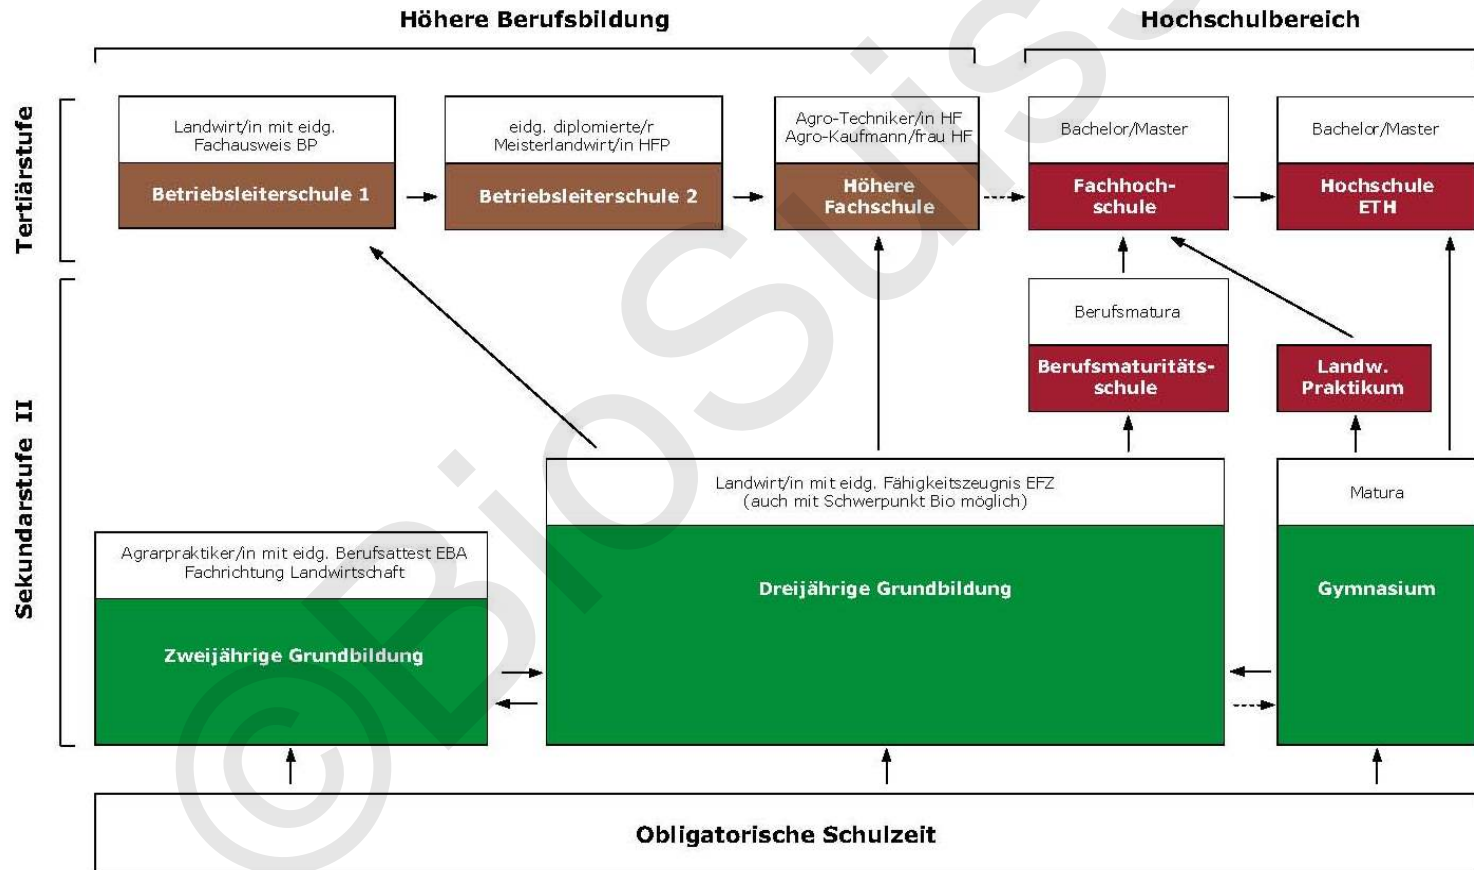 Höhere Berufsbildung
Hochschulbereich
Tertiärstufe
Landwirt/in mit eidg.
Fachausweis BP
Betriebsleiterschule 1
eidg. diplomierte/r
Meisterlandwirt/in HFP
Betriebsleiterschule 2
Agro-Techniker/in HF
Agro-Kaufmann/frau HF
Höhere
Fachschule
Bachelor/Master
Fachhoch-
schule
Bachelor/Master
Hochschule
ETH
Sekundarstufe II
Berufsmatura
Berufsmaturitäts-
schule
Landw.
Praktikum
Agrarpraktiker/in mit eidg. Berufsattest EBA
Fachrichtung Landwirtschaft
Zweijährige Grundbildung
Landwirt/in mit eidg. Fähigkeitszeugnis EFZ
(auch mit Schwerpunkt Bio möglich)
Dreijährige Grundbildung
Matura
Gymnasium
Obligatorische Schulzeit
©BioSuiss